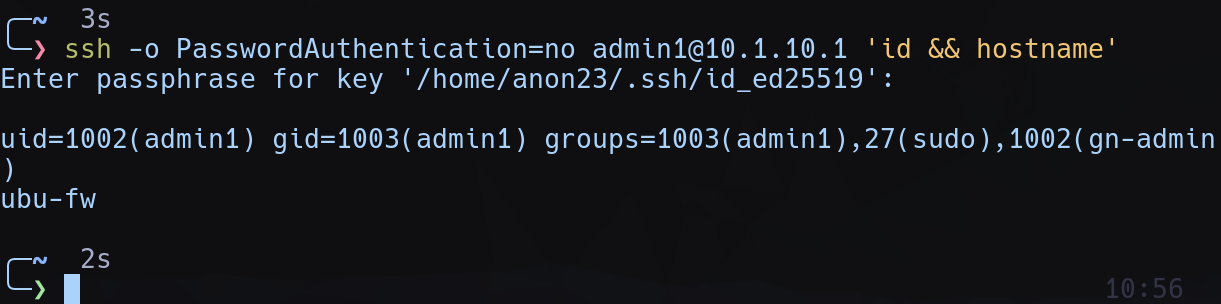 ~ 3s
❯ ssh -o PasswordAuthentication=no admin1@10.1.10.1 'id && hostname'
Enter passphrase for key '/home/anon23/.ssh/id_ed25519':
uid=1002(admin1) gid=1003(admin1) groups=1003(admin1),27(sudo),1002(gn-admin
)
ubu-fw
~ 2s
❯ 10:56